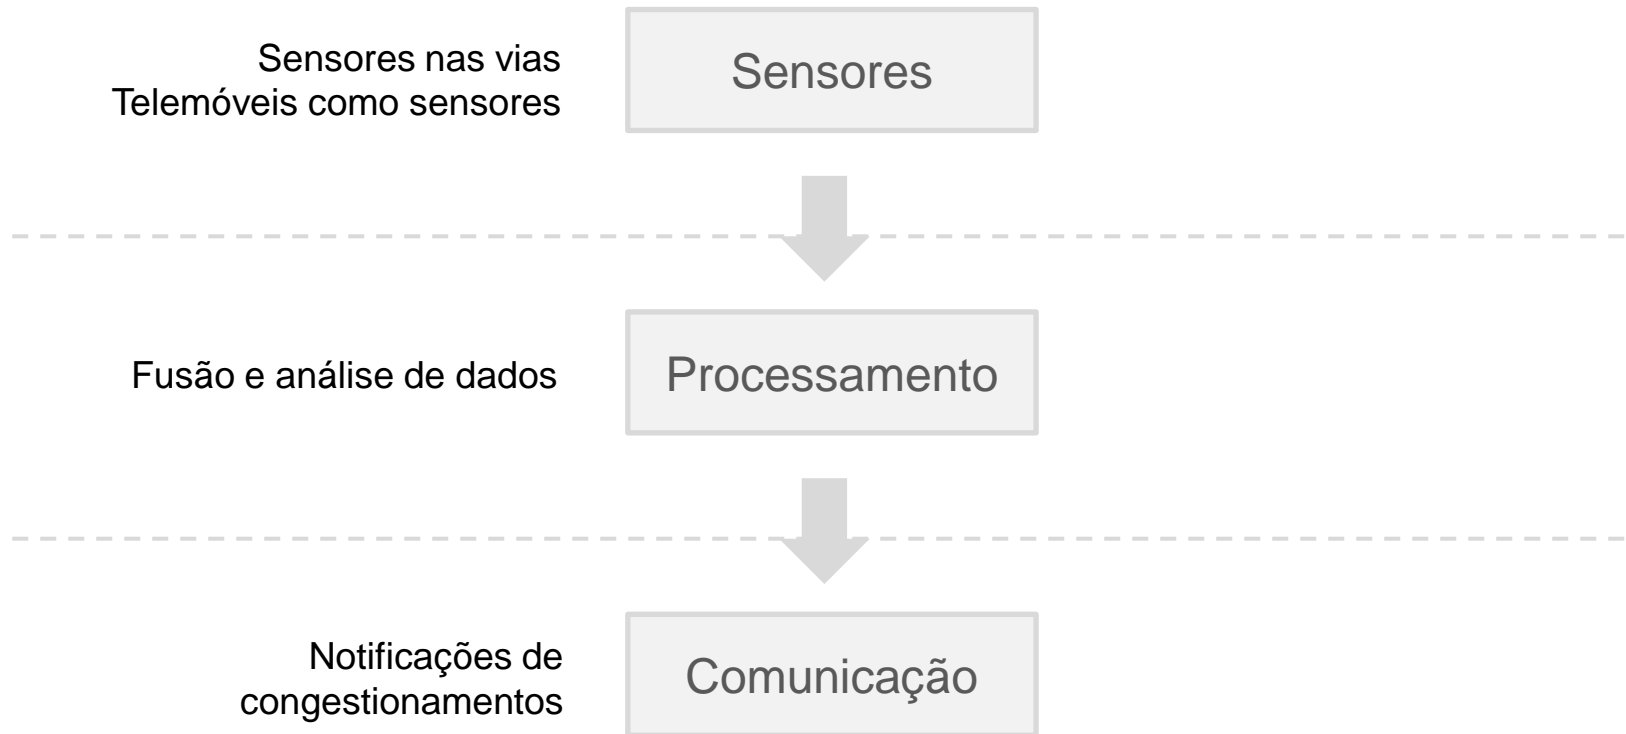 Sensores nas vias
Telemóveis como sensores
Sensores
Fusão e análise de dados
Processamento
Notificações de
congestionamentos
Comunicação